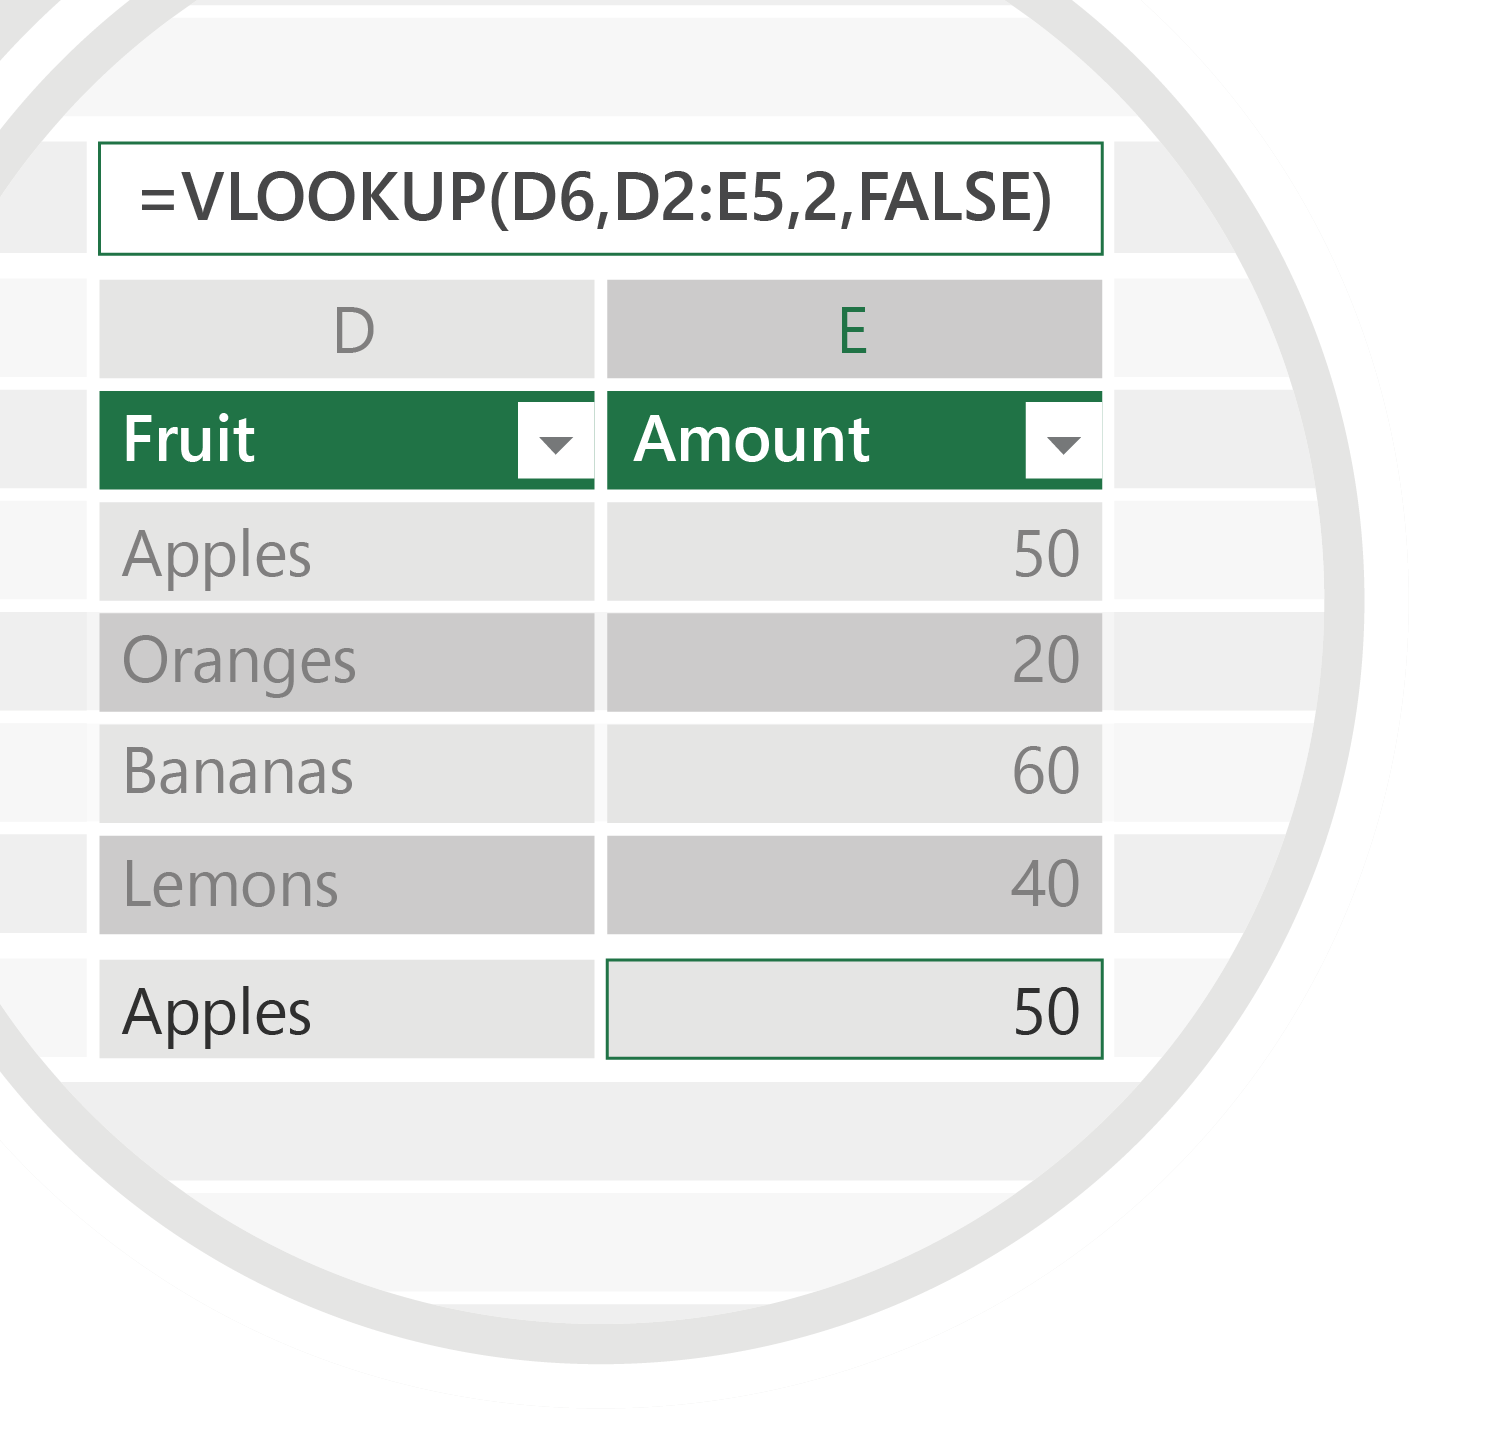 =VLOOKUP(D6,D2:E5,2,FALSE)
D E
Fruit Amount
Apples 50
Oranges 20
Bananas 60
Lemons 40
Apples 50